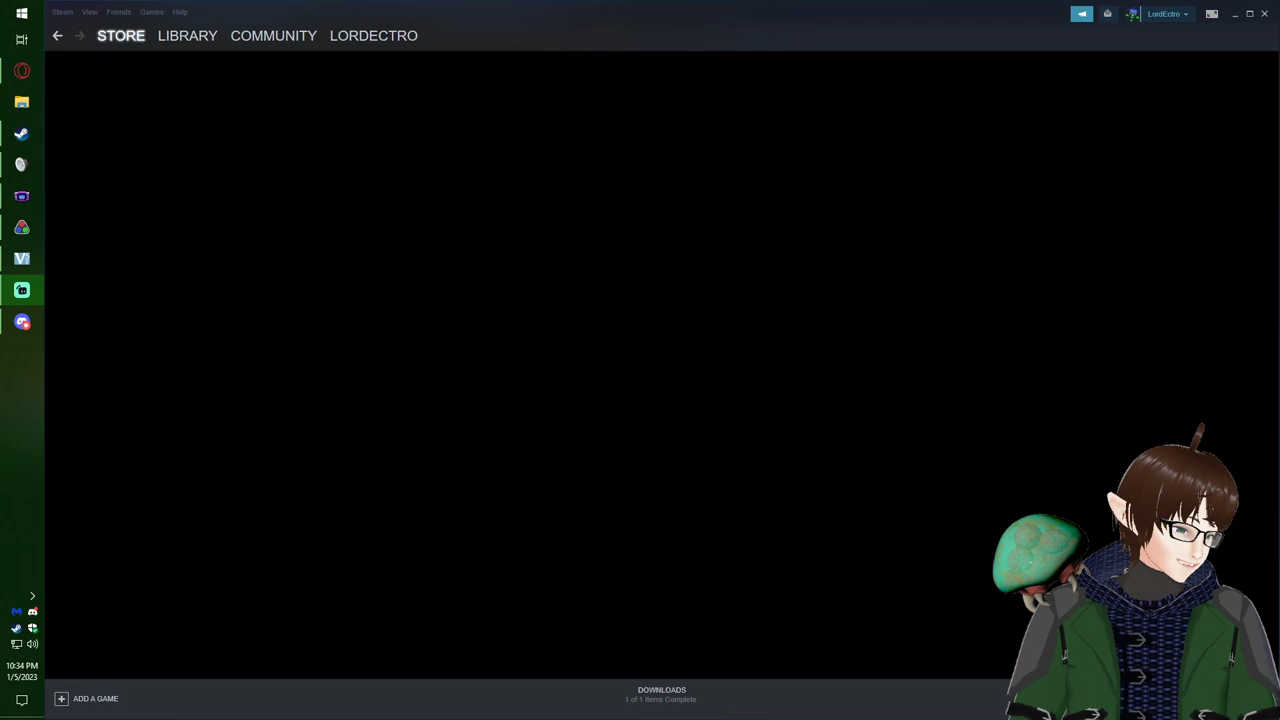 Steam View Friends Games Help
LordEctro
STORE LIBRARY COMMUNITY LORDECTRO
10:34 PM
1/5/2023
ADD A GAME
DOWNLOADS
1 of 1 Items Complete